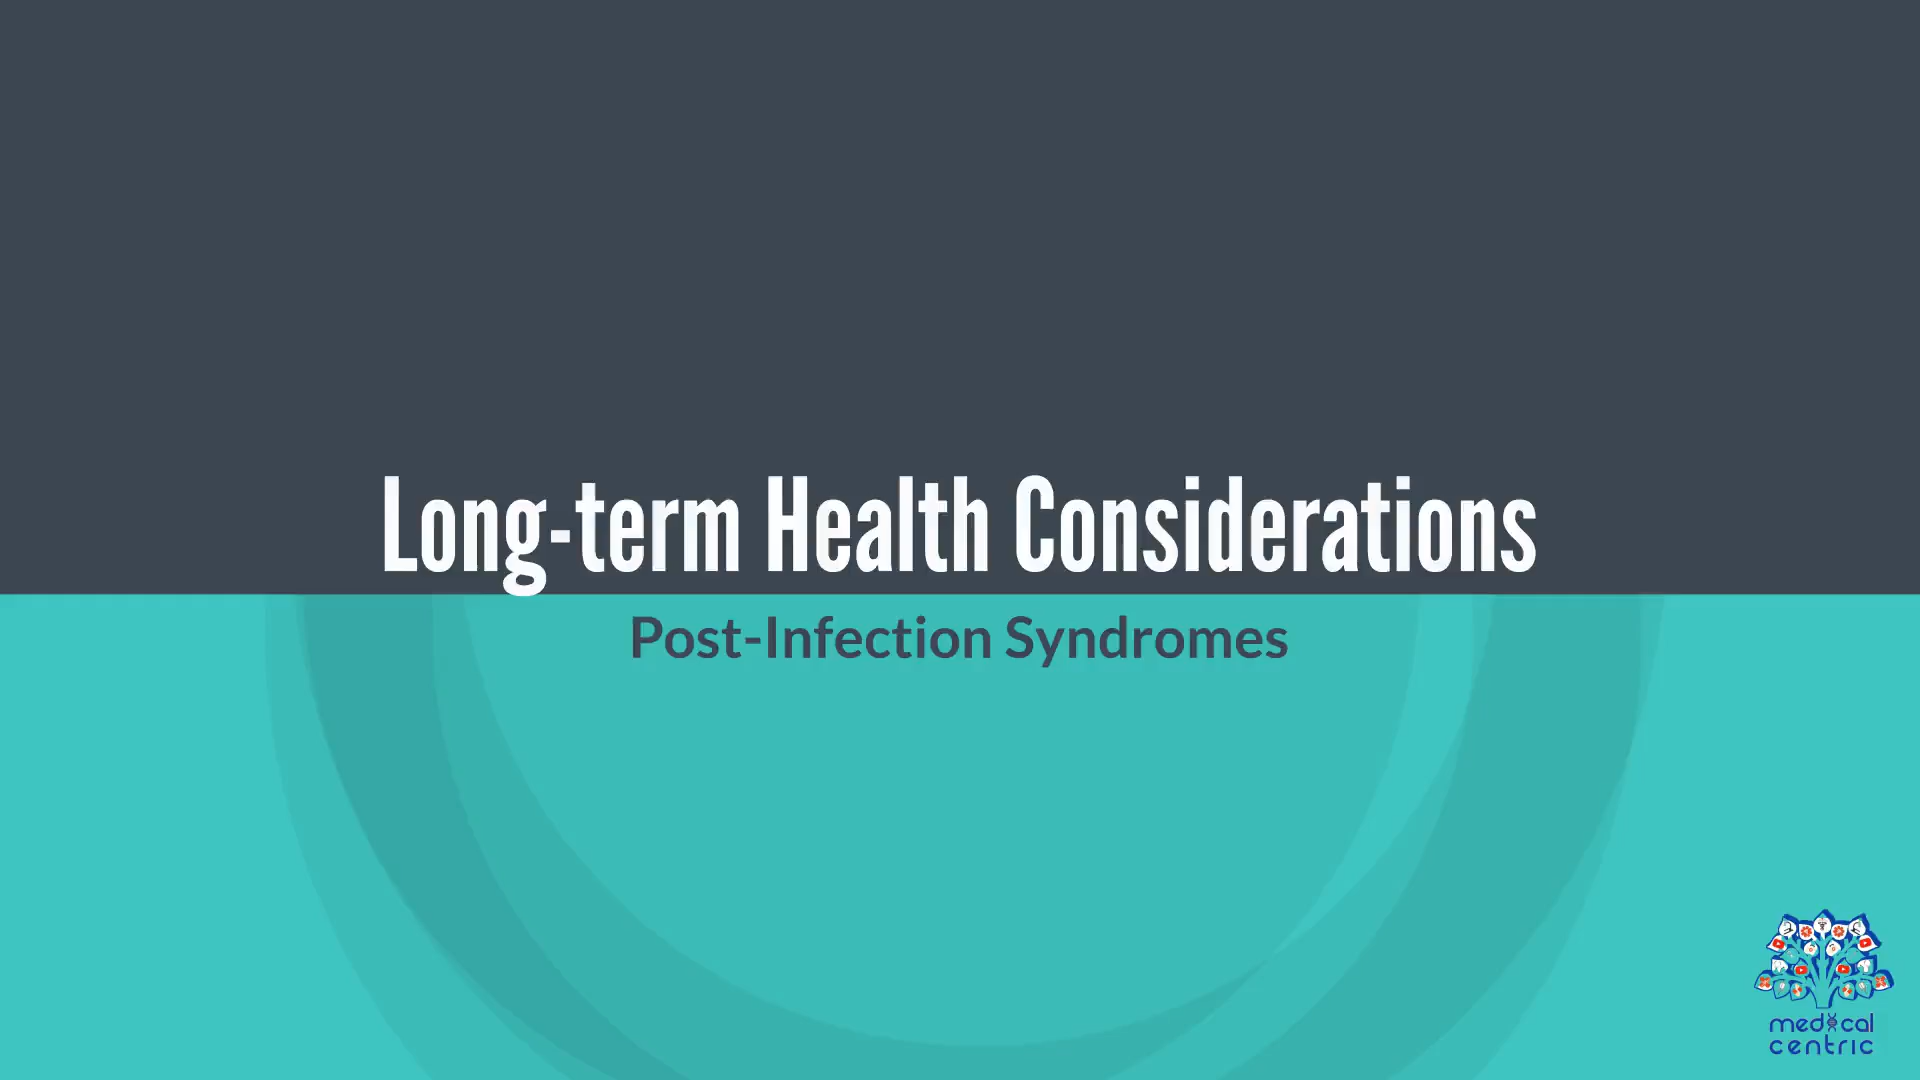 Long-term Health Considerations
Post-Infection Syndromes
medical
centric